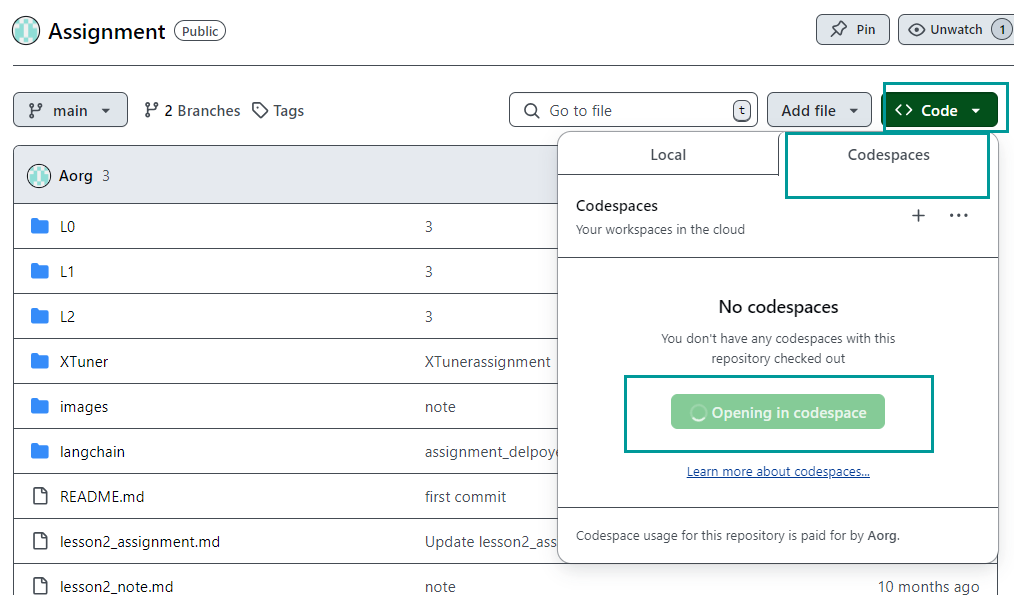 Assignment Public Pin Unwatch 1
main 2 Branches Tags Go to file t Add file <> Code
Local Codespaces
Aorg 3
Codespaces
Your workspaces in the cloud
L0 3
L1 3
L2 3
XTuner XTunerassignment
images note
langchain assignment_delpoye
README.md first commit
lesson2_assignment.md Update lesson2_ass
lesson2_note.md note 10 months ago
No codespaces
You don't have any codespaces with this
repository checked out
Opening in codespace
Learn more about codespaces...
Codespace usage for this repository is paid for by Aorg.